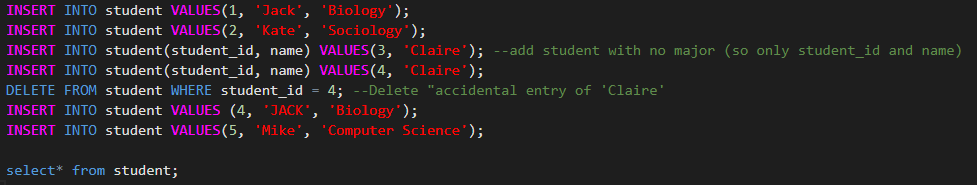 INSERT INTO student VALUES(1, 'Jack', 'Biology');
INSERT INTO student VALUES(2, 'Kate', 'Sociology');
INSERT INTO student(student_id, name) VALUES(3, 'Claire'); --add student with no major (so only student_id and name)
INSERT INTO student(student_id, name) VALUES(4, 'Claire');
DELETE FROM student WHERE student_id = 4; --Delete "accidental entry of 'Claire'
INSERT INTO student VALUES (4, 'JACK', 'Biology');
INSERT INTO student VALUES(5, 'Mike', 'Computer Science');
select* from student;